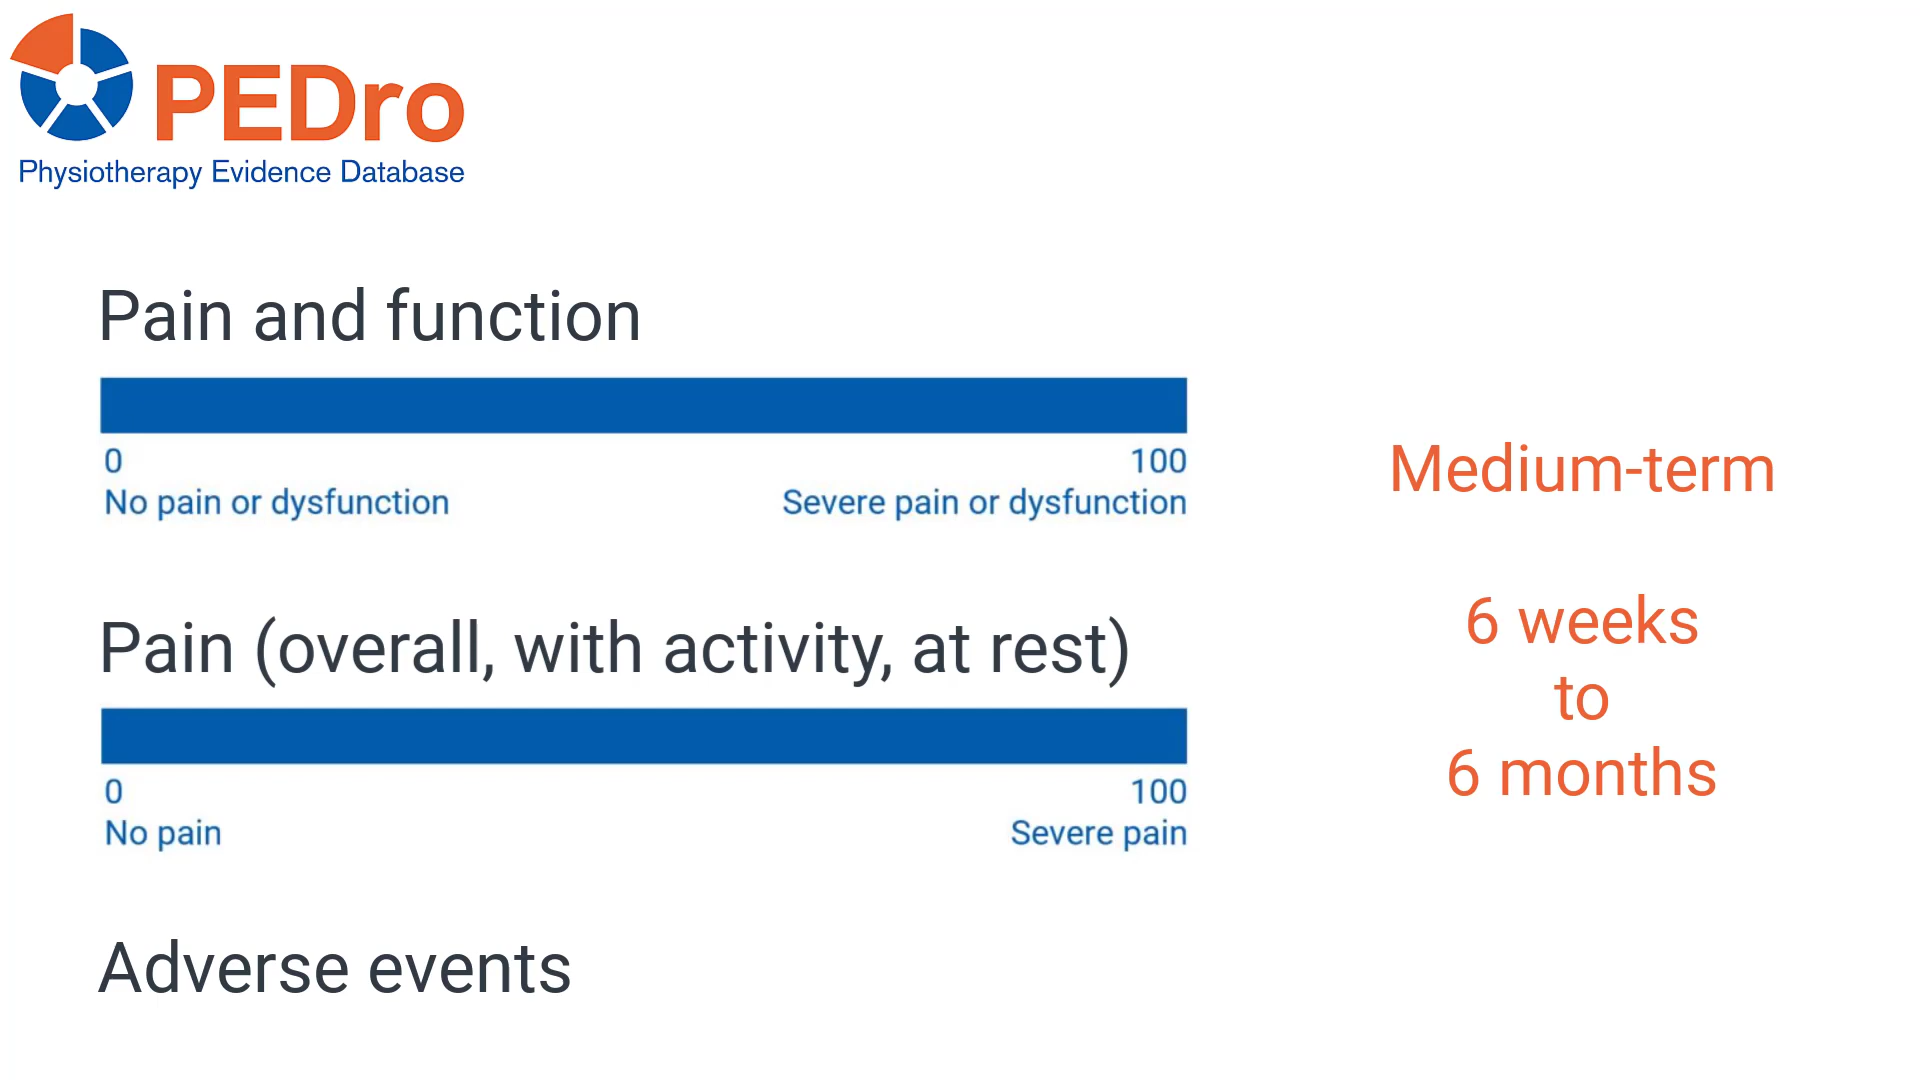 PEDro
Physiotherapy Evidence Database
Pain and function
0 100
No pain or dysfunction Severe pain or dysfunction
Pain (overall, with activity, at rest)
0 100
No pain Severe pain
Adverse events
Medium-term
6 weeks
to
6 months